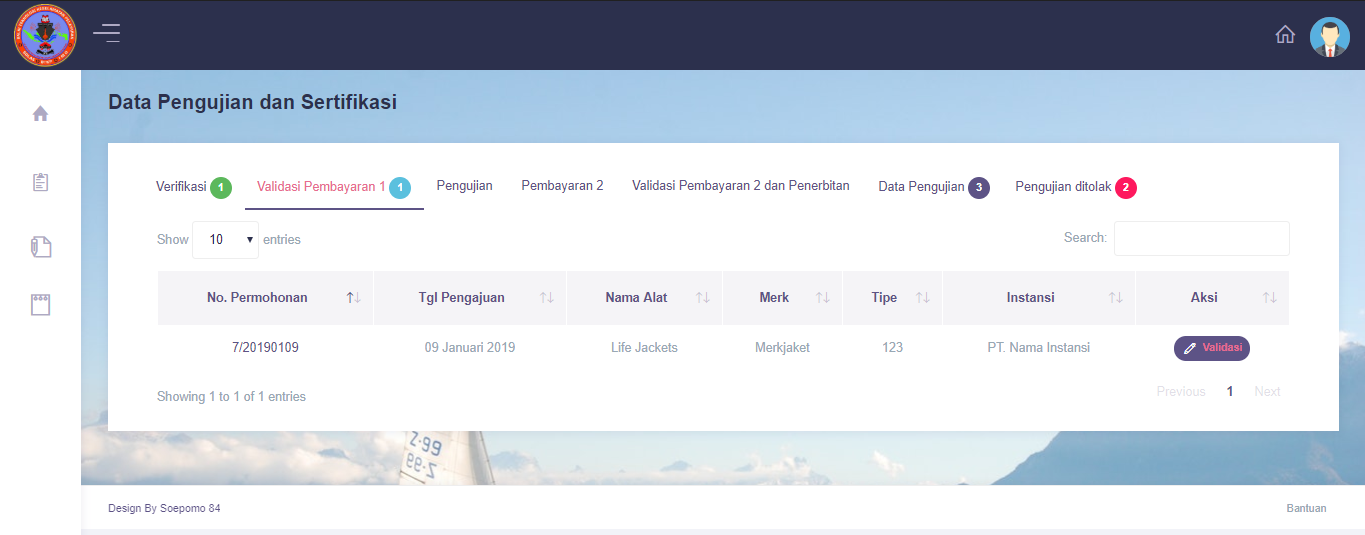 Data Pengujian dan Sertifikasi
Verifikasi 1 Validasi Pembayaran 1 1 Pengujian Pembayaran 2 Validasi Pembayaran 2 dan Penerbitan Data Pengujian 3 Pengujian ditolak 2
Show 10 entries Search:
No. Permohonan Tgl Pengajuan Nama Alat Merk Tipe Instansi Aksi
7/20190109 09 Januari 2019 Life Jackets Merkjaket 123 PT. Nama Instansi Validasi
Showing 1 to 1 of 1 entries Previous 1 Next
Z-99
Z-99
Design By Soepomo 84 Bantuan